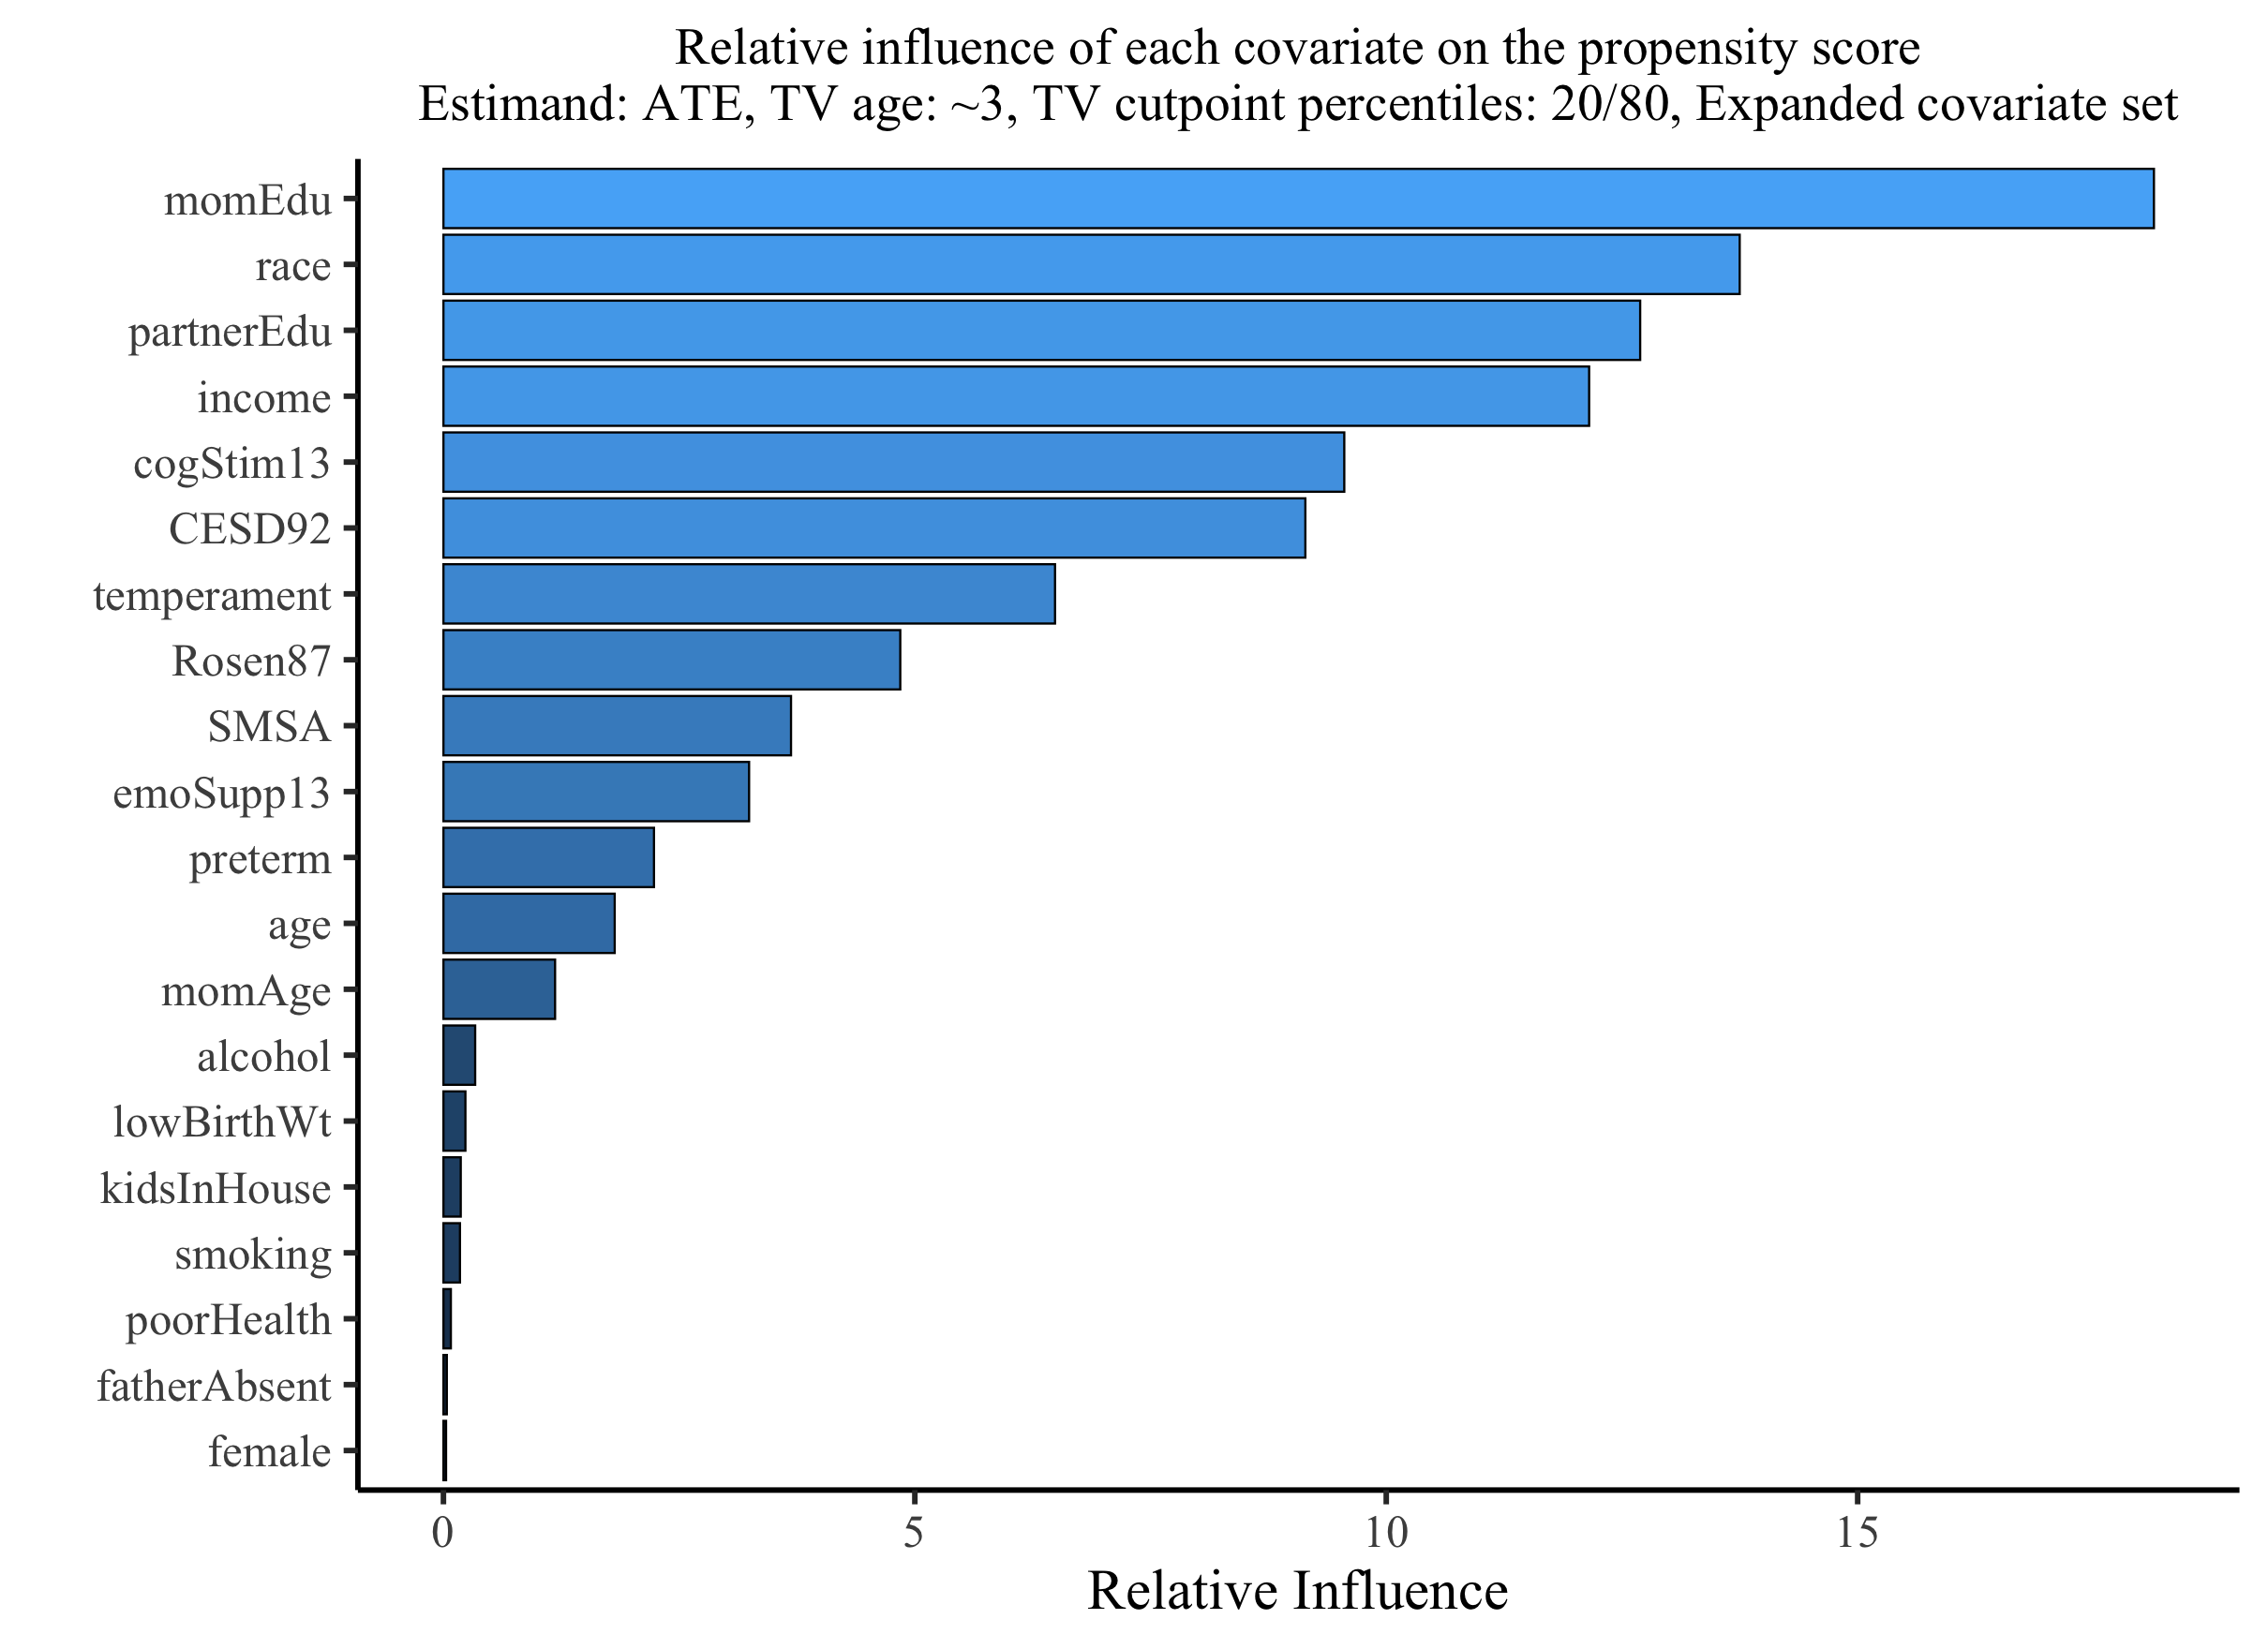 Relative influence of each covariate on the propensity score
Estimand: ATE, TV age: ~3, TV cutpoint percentiles: 20/80, Expanded covariate set
momEdu
race
partnerEdu
income
cogStim13
CESD92
temperament
Rosen87
SMSA
emoSupp13
preterm
age
momAge
alcohol
lowBirthWt
kidsInHouse
smoking
poorHealth
fatherAbsent
female
0 5 10 15
Relative Influence